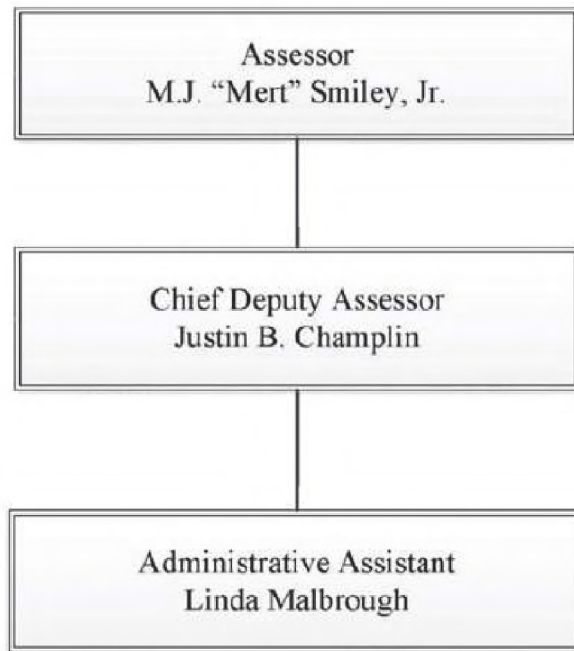 Assessor
M.J. “Mert” Smiley, Jr.
Chief Deputy Assessor
Justin B. Champlin
Administrative Assistant
Linda Malbrough